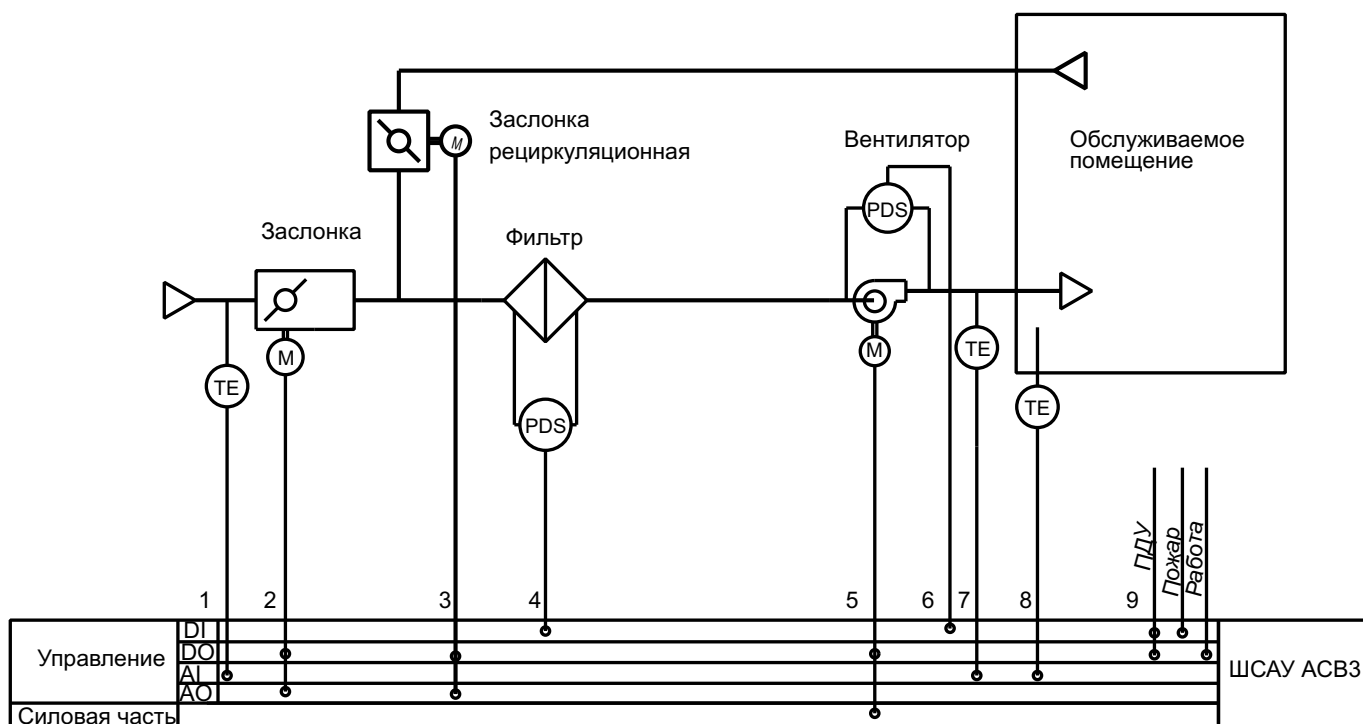 Заслонка
рециркуляционная
M
Вентилятор
Обслуживаемое
помещение
PDS
Заслонка
Фильтр
M
M
TE
TE
TE
PDS
ПДУ
Пожар
Работа
1
2
3
4
5
6
7
8
9
Управление
DI
DO
AI
AO
ШСАУ АСВ3
Силовая часть